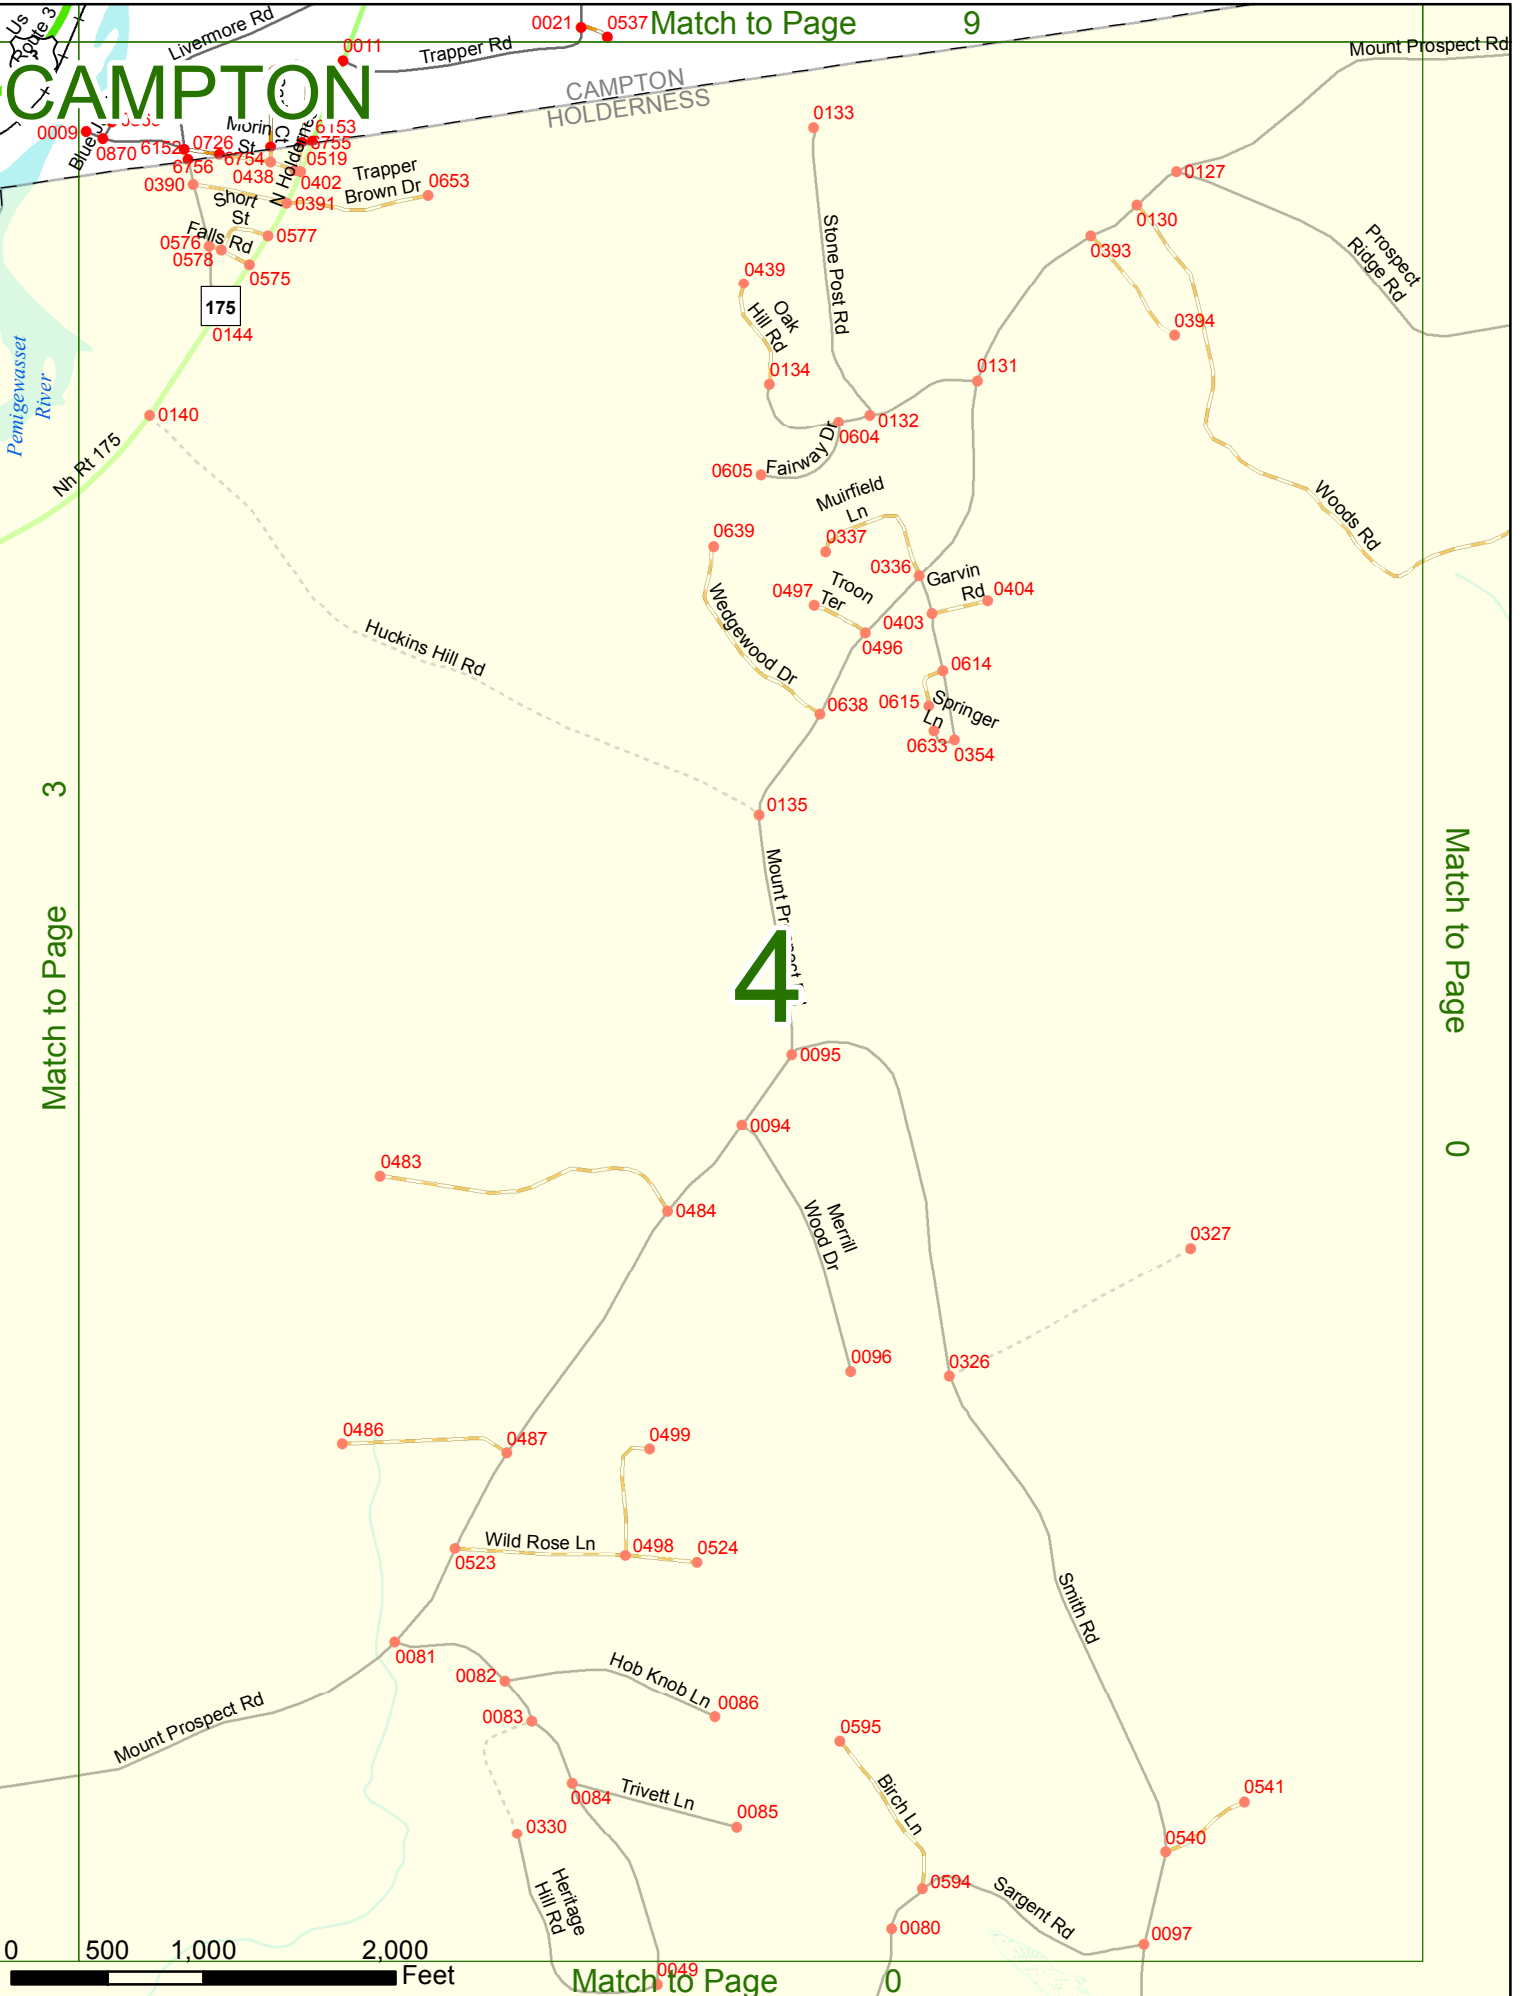 Us
Route 3
Livermore Rd
0021
0537
Match to Page
9
0011
Trapper Rd
Mount Prospect Rd
CAMPTON
CAMPTON
HOLDERNESS
0009
0870
6152
0726
Morin
St
Ct
6153
6755
6756
6754
0519
0438
0402
0390
Trapper
Brown Dr
0653
Short
St
0391
0133
0127
0130
0393
Falls Rd
0576
0578
0577
0575
175
0144
Stone Post Rd
Prospect
Ridge Rd
0439
Oak
Hill Rd
0394
Pemigewasset
River
0134
0131
0140
0132
0604
Nh Rt 175
0605
Fairway Dr
Muirfield
Ln
Woods Rd
0639
0337
0336
Garvin
Rd
0404
0497
Troon
Ter
0403
0496
Huckins Hill Rd
Wedgewood Dr
0614
0638
0615
Springer
Ln
0633
0354
3
Match to Page
0135
4
Match to Page
0
0095
0094
0483
0484
Merrill
Wood Dr
0327
0096
0326
0486
0487
0499
Wild Rose Ln
0523
0498
0524
Smith Rd
0081
0082
Hob Knob Ln
0086
0083
Mount Prospect Rd
0595
0084
Trivett Ln
0085
Birch Ln
0541
0330
0540
Heritage
Hill Rd
0594
Sargent Rd
0080
0097
0
500
1,000
2,000
Feet
0049
Match to Page
0